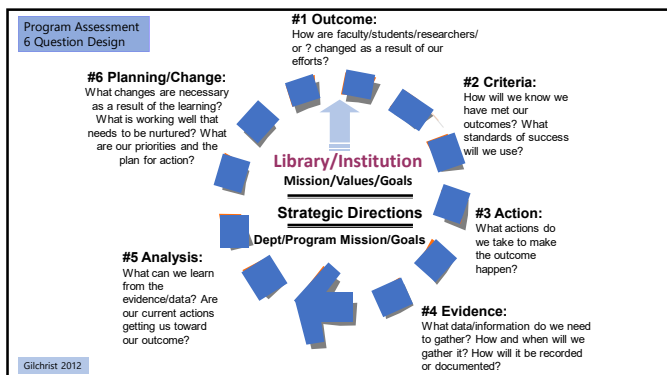 Program Assessment
6 Question Design
#1 Outcome:
How are faculty/students/researchers/
or ? changed as a result of our
efforts?
#2 Criteria:
How will we know we
have met our
outcomes? What
standards of success
will we use?
#3 Action:
What actions do
we take to make
the outcome
happen?
#4 Evidence:
What data/information do we need
to gather? How and when will we
gather it? How will it be recorded
or documented?
#5 Analysis:
What can we learn
from the
evidence/data? Are
our current actions
getting us toward
our outcome?
#6 Planning/Change:
What changes are necessary
as a result of the learning?
What is working well that
needs to be nurtured? What
are our priorities and the
plan for action?
Library/Institution
Mission/Values/Goals
Strategic Directions
Dept/Program Mission/Goals
Gilchrist 2012